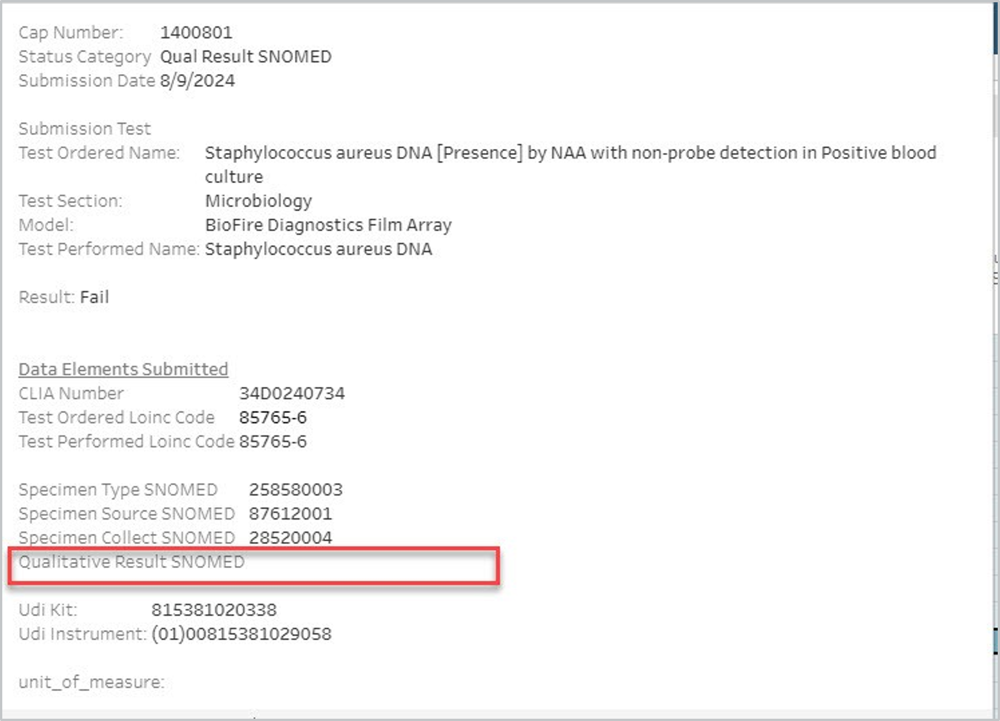 Cap Number: 1400801
Status Category Qual Result SNOMED
Submission Date 8/9/2024
Submission Test
Test Ordered Name: Staphylococcus aureus DNA [Presence] by NAA with non-probe detection in Positive blood
culture
Test Section: Microbiology
Model: BioFire Diagnostics Film Array
Test Performed Name: Staphylococcus aureus DNA
Result: Fail
Data Elements Submitted
CLIA Number 34D0240734
Test Ordered Loinc Code 85765-6
Test Performed Loinc Code 85765-6
Specimen Type SNOMED 258580003
Specimen Source SNOMED 87612001
Specimen Collect SNOMED 28520004
Qualitative Result SNOMED
Udi Kit: 815381020338
Udi Instrument: (01)00815381029058
unit_of_measure: